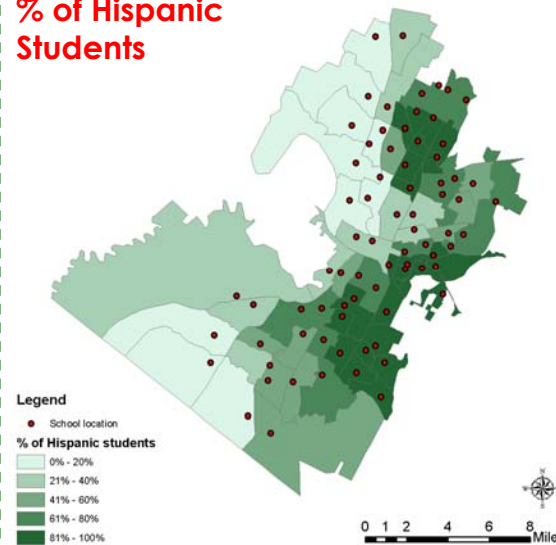 % of Hispanic
Students
Legend
School location
% of Hispanic students
0% - 20%
21% - 40%
41% - 60%
61% - 80%
81% - 100%
0 1 2 4 6 8
Mile